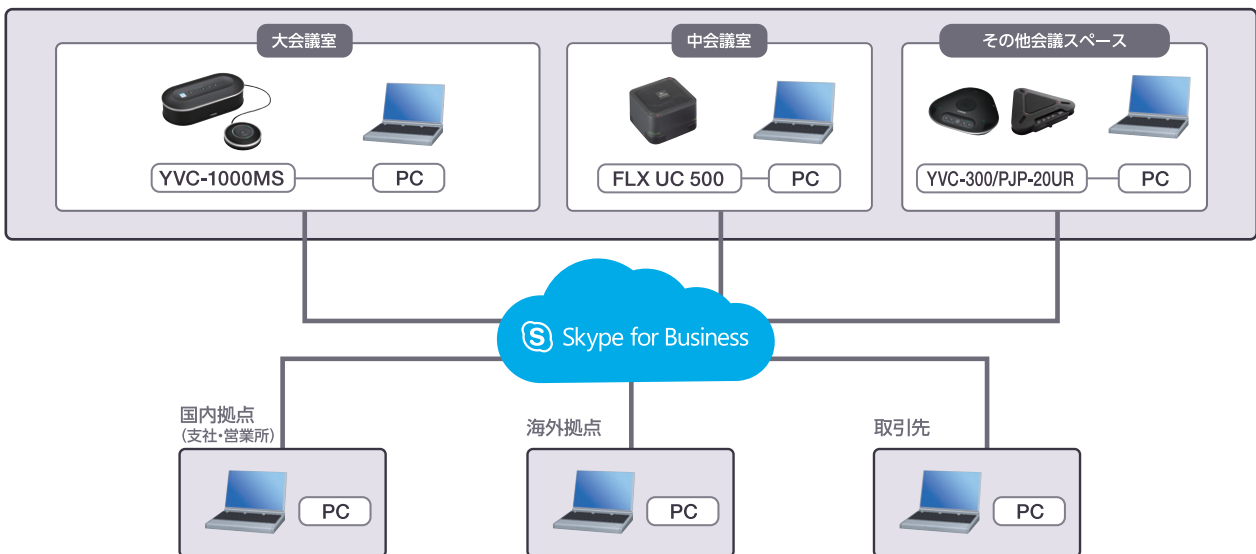 大会議室
中会議室
その他会議スペース
YVC-1000MS
PC
FLX UC 500
PC
YVC-300/PJP-20UR
PC
S Skype for Business
国内拠点
(支社・営業所)
海外拠点
取引先
PC
PC
PC